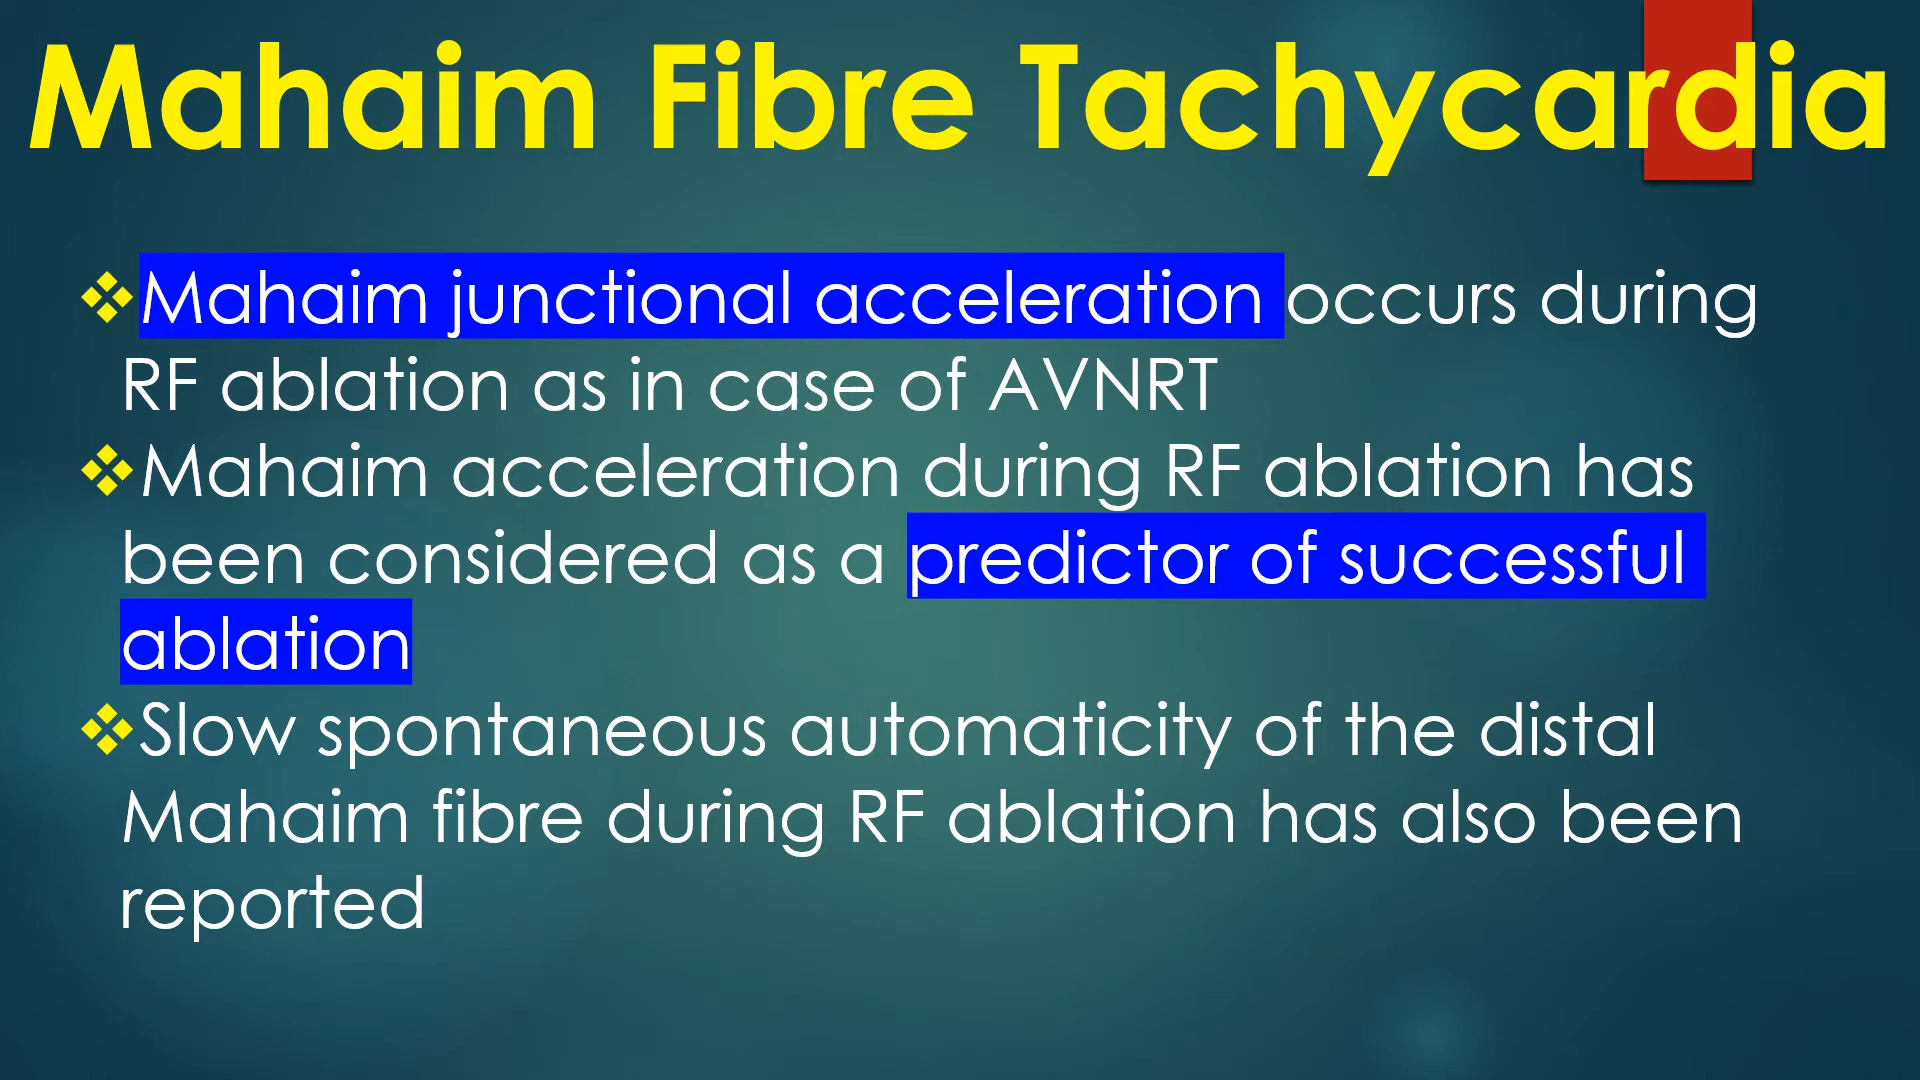 Mahaim Fibre Tachycardia
❖Mahaim junctional acceleration occurs during
RF ablation as in case of AVNRT
❖Mahaim acceleration during RF ablation has
been considered as a predictor of successful
ablation
❖Slow spontaneous automaticity of the distal
Mahaim fibre during RF ablation has also been
reported